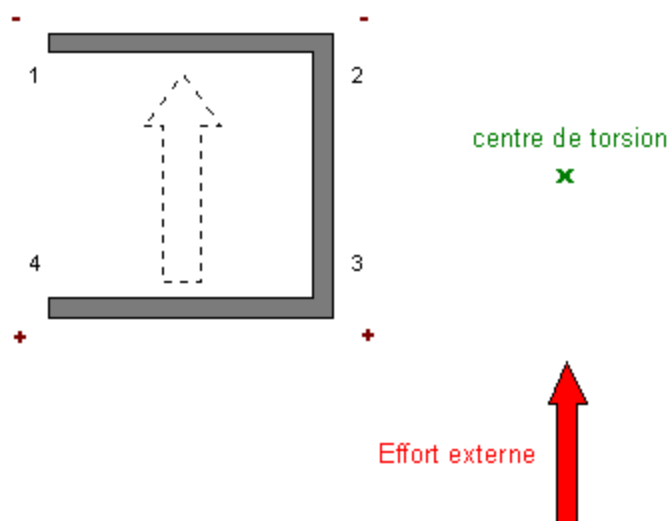 - -
1 2
centre de torsion
x
4 3
+ +
Effort externe